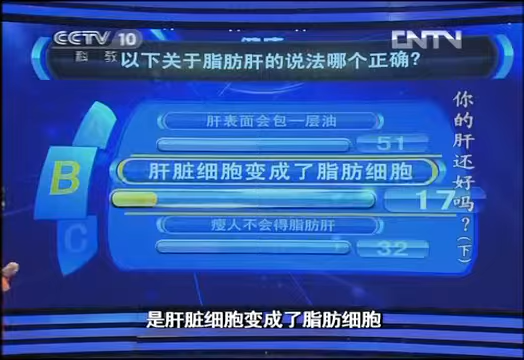 CCTV 10
科教
CNTV
以下关于脂肪肝的说法哪个正确?
肝表面会包一层油
51
B
肝脏细胞变成了脂肪细胞
17
C
瘦人不会得脂肪肝
32
你的肝还好吗?(下)
是肝脏细胞变成了脂肪细胞